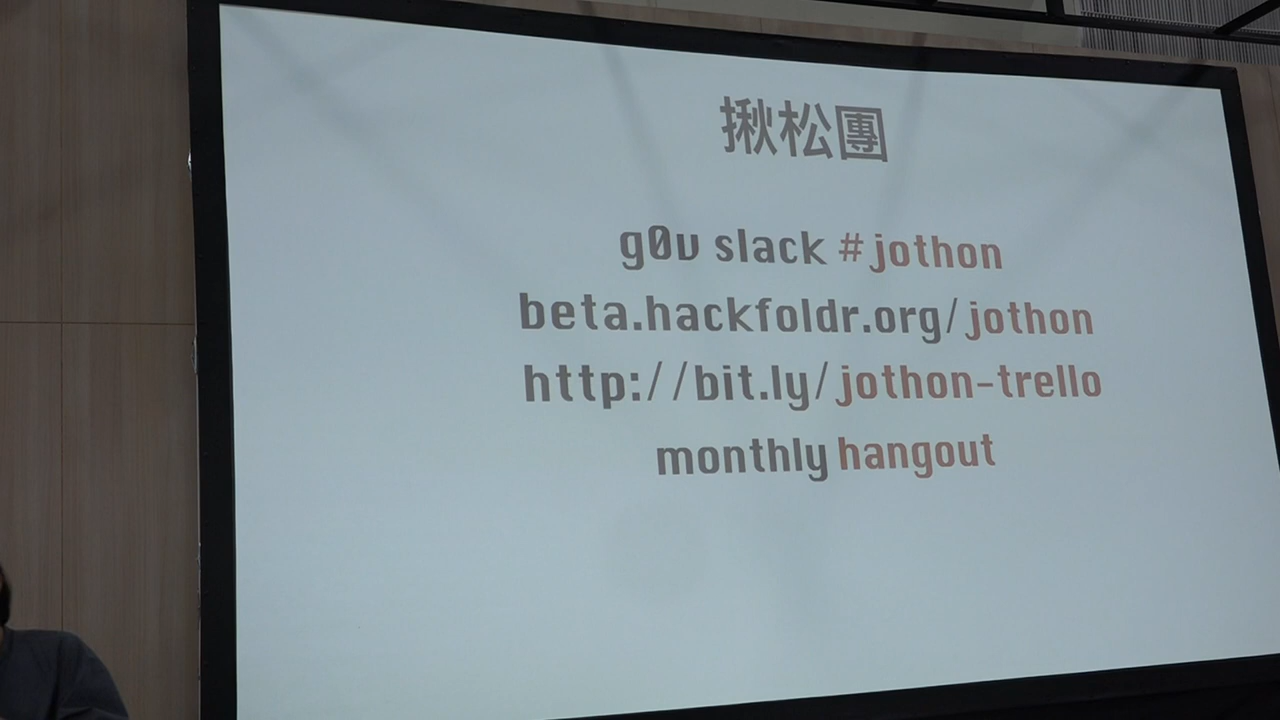 揪松團
g0v slack #jothon
beta.hackfoldr.org/jothon
http://bit.ly/jothon-trello
monthly hangout